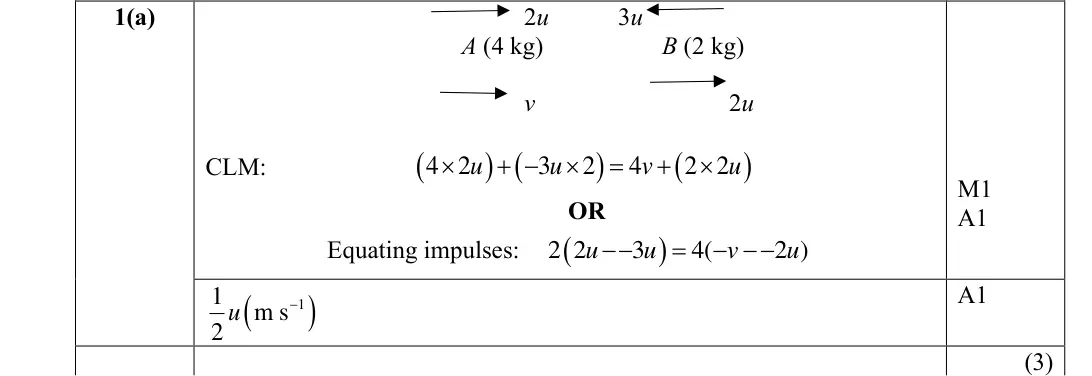 1(a)
2u 3u
A (4 kg) B (2 kg)
v 2u
CLM: (4×2u)+(−3u×2)=4v+(2×2u)
M1
OR
A1
Equating impulses: 2(2u−−3u)=4(−v−−2u)
1/2 u(m s⁻¹) A1
(3)